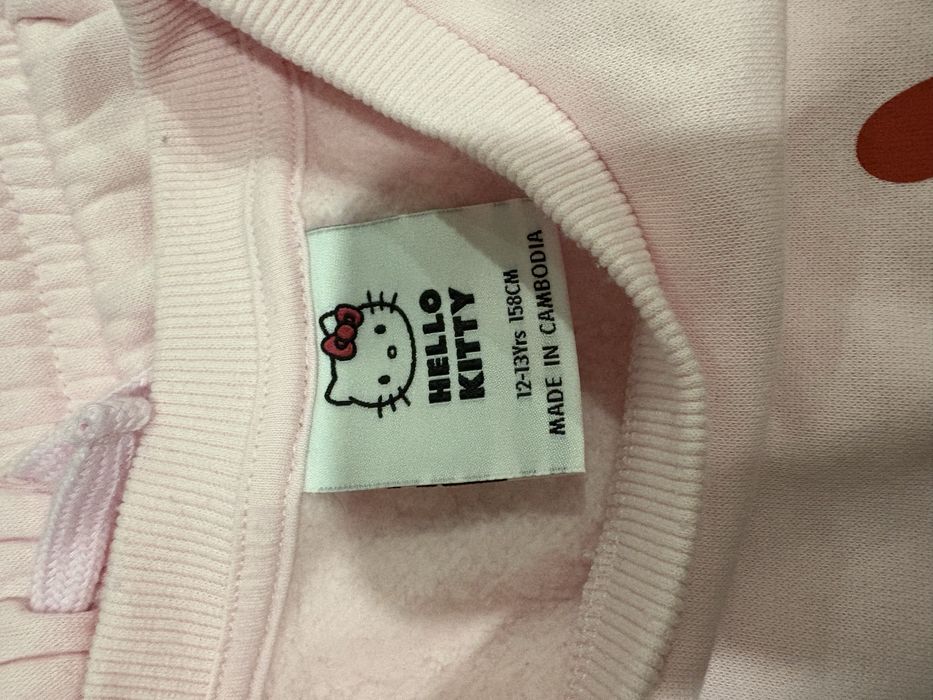 HELLO
KITTY
12-13Yrs 158CM
MADE IN CAMBODIA